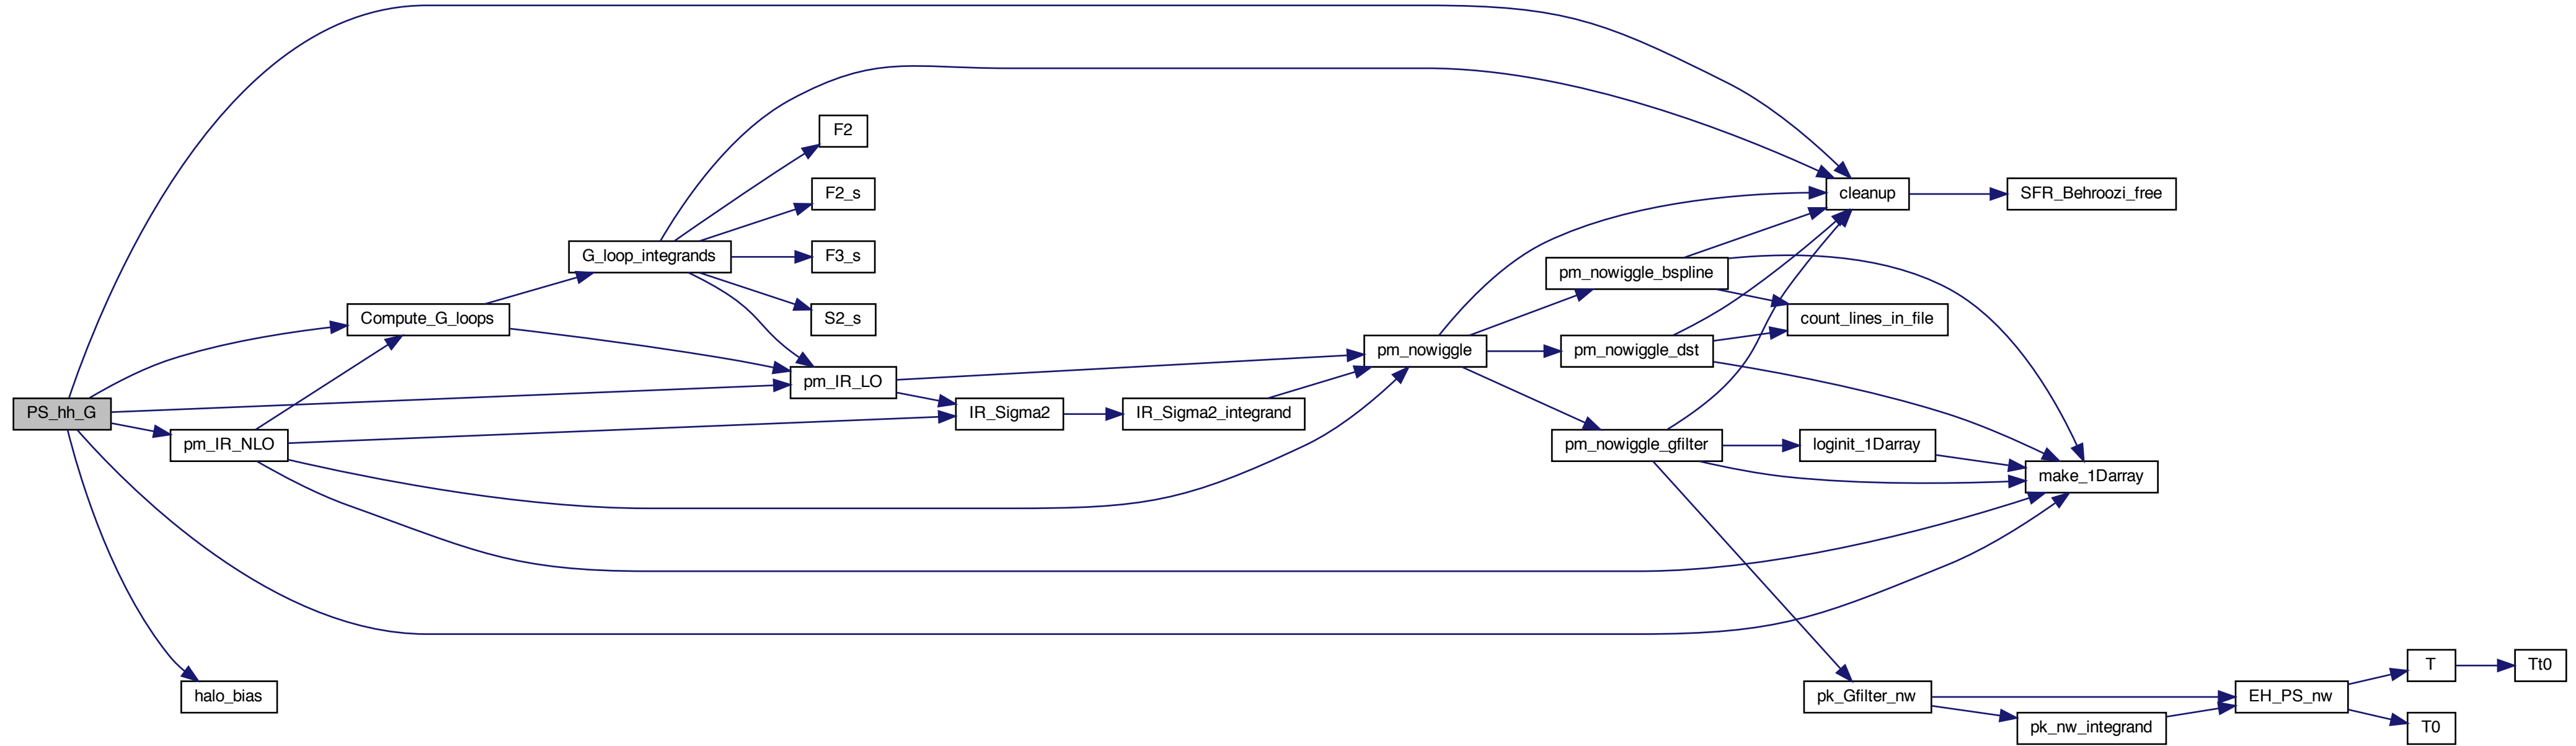 PS_hh_G
pm_IR_NLO
halo_bias
Compute_G_loops
G_loop_integrands
F2
F2_s
F3_s
S2_s
pm_IR_LO
IR_Sigma2
IR_Sigma2_integrand
pm_nowiggle
pm_nowiggle_bspline
pm_nowiggle_dst
pm_nowiggle_gfilter
cleanup
count_lines_in_file
loginit_1Darray
pk_Gfilter_nw
SFR_Behroozi_free
make_1Darray
pk_nw_integrand
EH_PS_nw
T
T0
Tt0